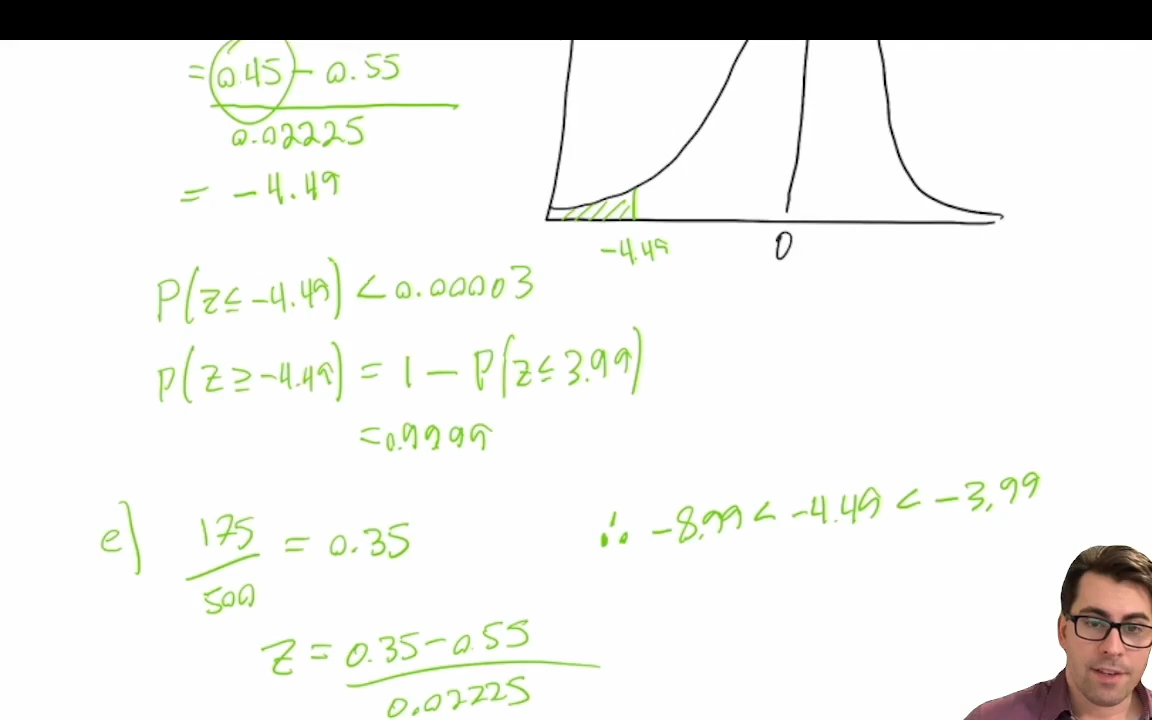 = 0.45 - 0.55
0.02225
= -4.49
-4.49
0
P(Z ≤ -4.49) < 0.00003
P(Z ≥ -4.49) = 1 - P(Z ≤ 3.99)
= 0.9999
e) 175/500 = 0.35
∴ -8.99 < -4.49 < -3.99
Z = 0.35 - 0.55
0.02225